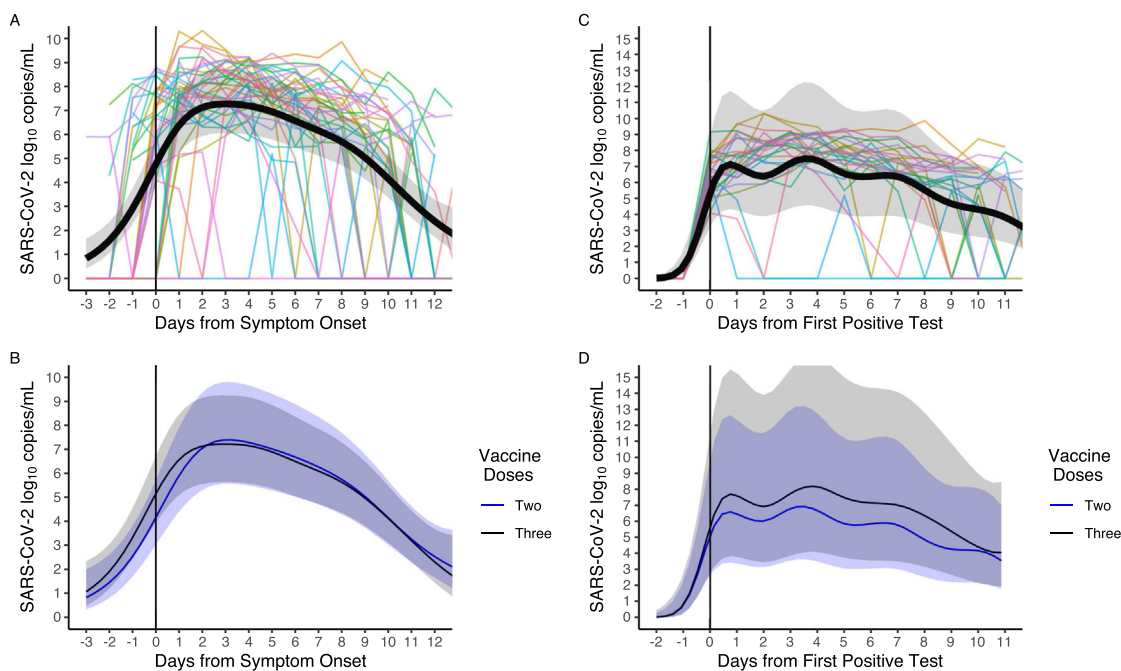 A
SARS-CoV-2 log10 copies/mL
10
9
8
7
6
5
4
3
2
1
0
-3 -2 -1 0 1 2 3 4 5 6 7 8 9 10 11 12
Days from Symptom Onset
C
SARS-CoV-2 log10 copies/mL
15
14
13
12
11
10
9
8
7
6
5
4
3
2
1
0
-2 -1 0 1 2 3 4 5 6 7 8 9 10 11
Days from First Positive Test
B
SARS-CoV-2 log10 copies/mL
10
9
8
7
6
5
4
3
2
1
0
-3 -2 -1 0 1 2 3 4 5 6 7 8 9 10 11 12
Days from Symptom Onset
Vaccine
Doses
Two
Three
D
SARS-CoV-2 log10 copies/mL
15
14
13
12
11
10
9
8
7
6
5
4
3
2
1
0
-2 -1 0 1 2 3 4 5 6 7 8 9 10 11
Days from First Positive Test
Vaccine
Doses
Two
Three